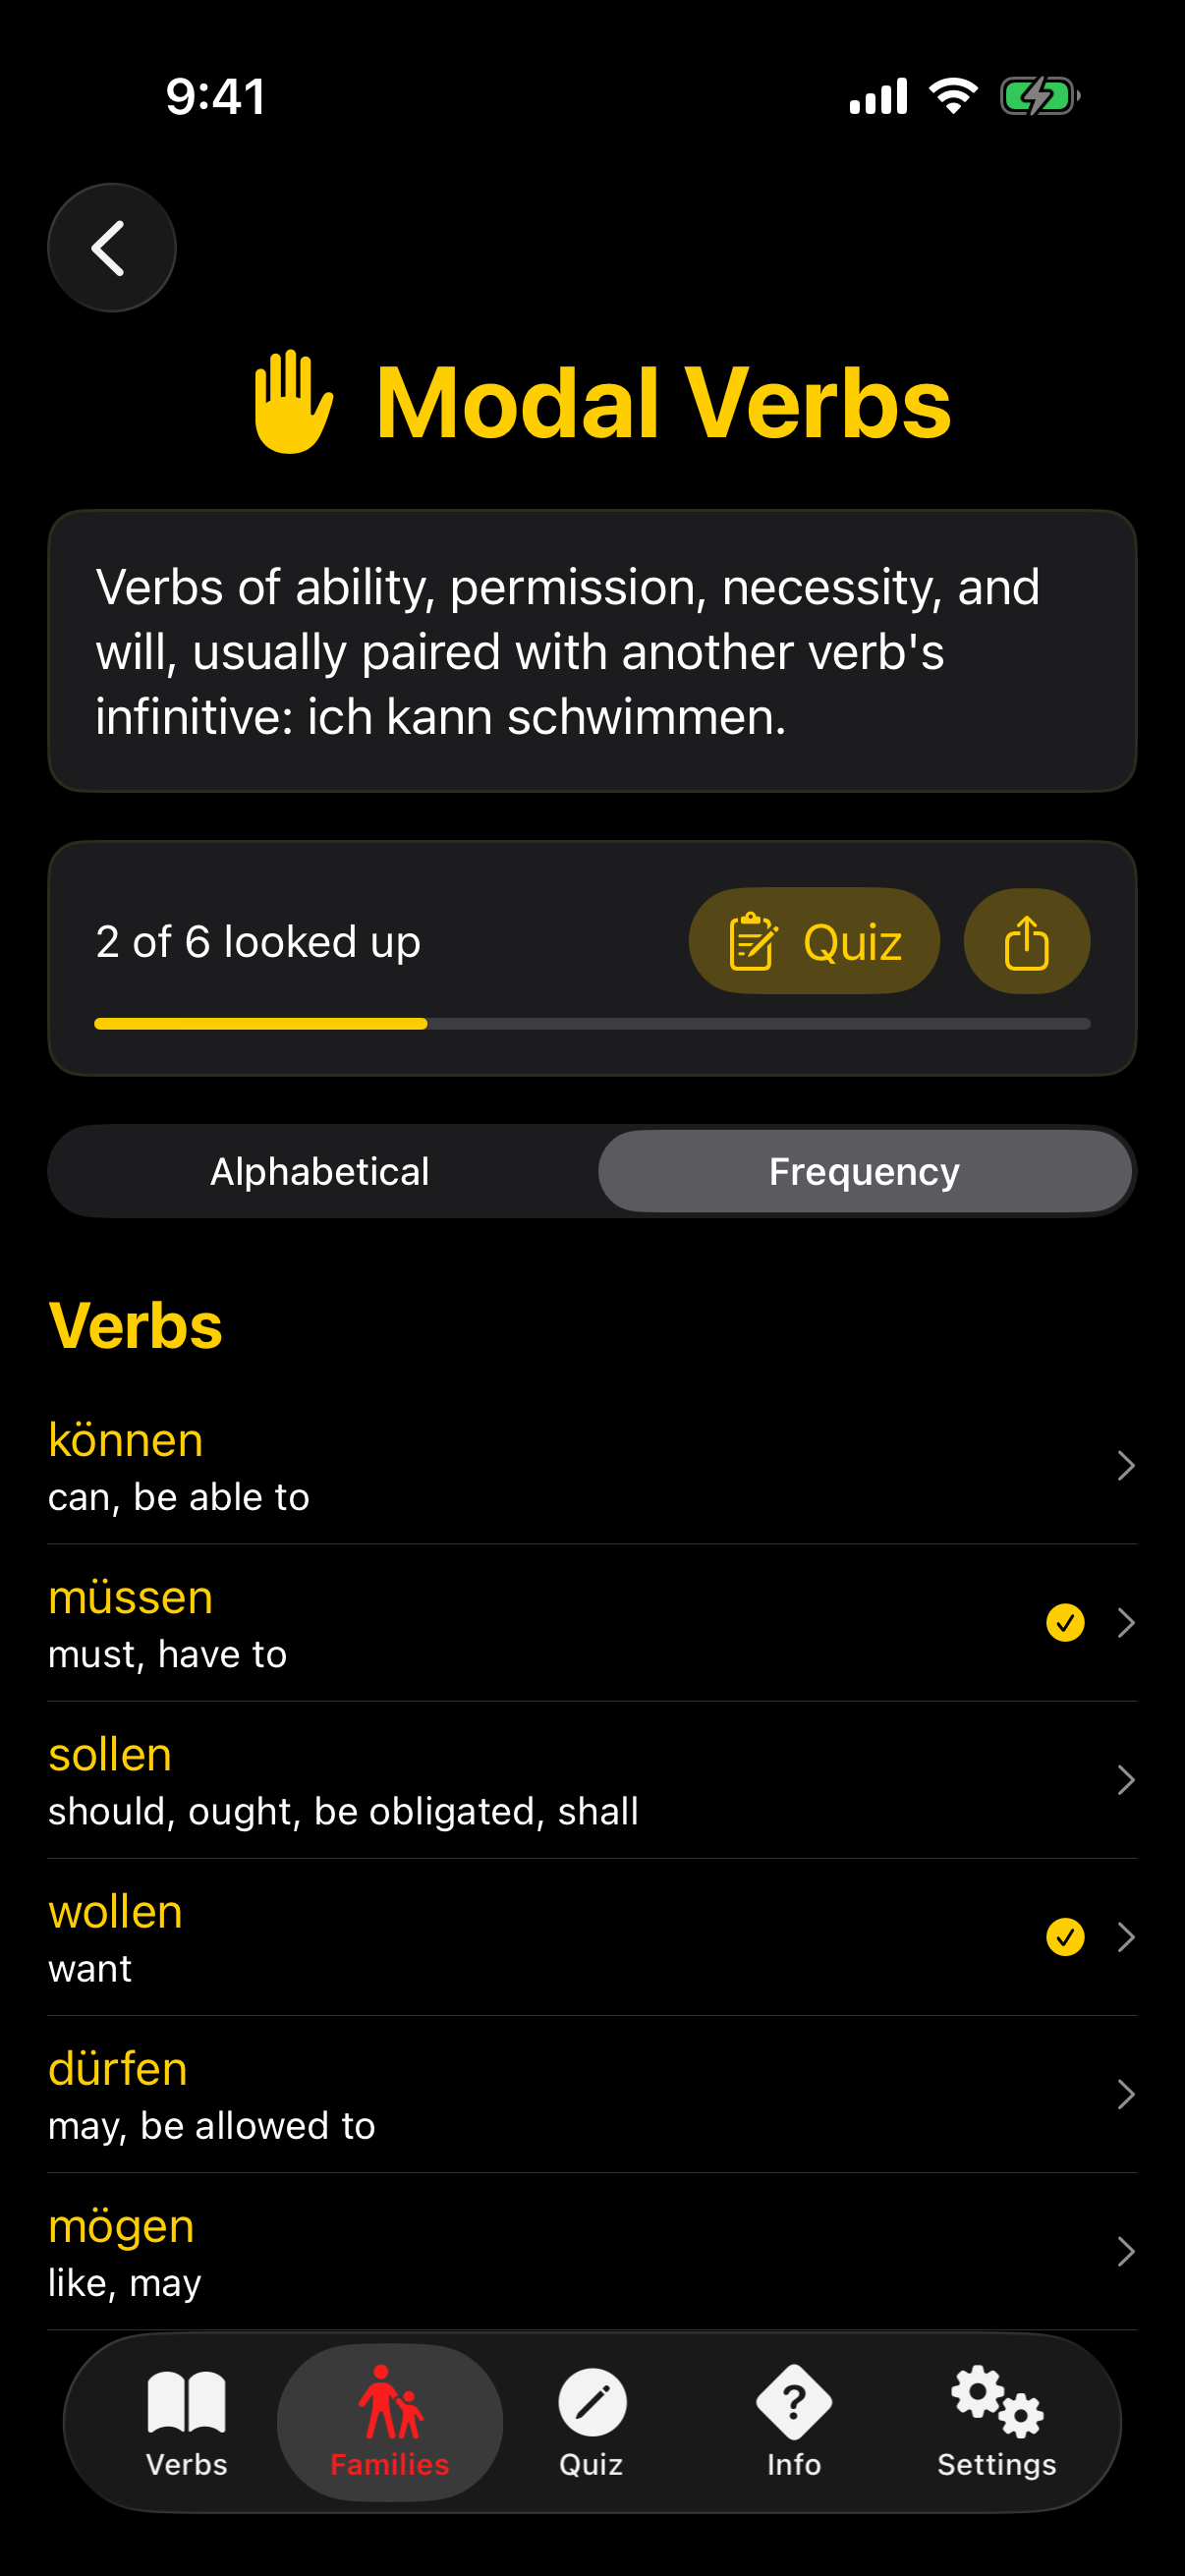 9:41
Modal Verbs
Verbs of ability, permission, necessity, and
will, usually paired with another verb's
infinitive: ich kann schwimmen.
2 of 6 looked up
Quiz
Alphabetical
Frequency
Verbs
können
can, be able to
müssen
must, have to
sollen
should, ought, be obligated, shall
wollen
want
dürfen
may, be allowed to
mögen
like, may
Verbs
Families
Quiz
Info
Settings